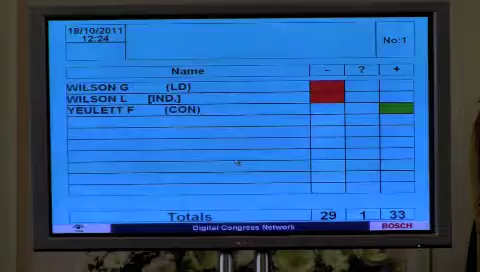 18/10/2011
12:24
No:1
Name - ? +
WILSON G (LD)
WILSON L [IND.]
YEULETT F (CON)
Totals 29 1 33
Digital Congress Network BOSCH